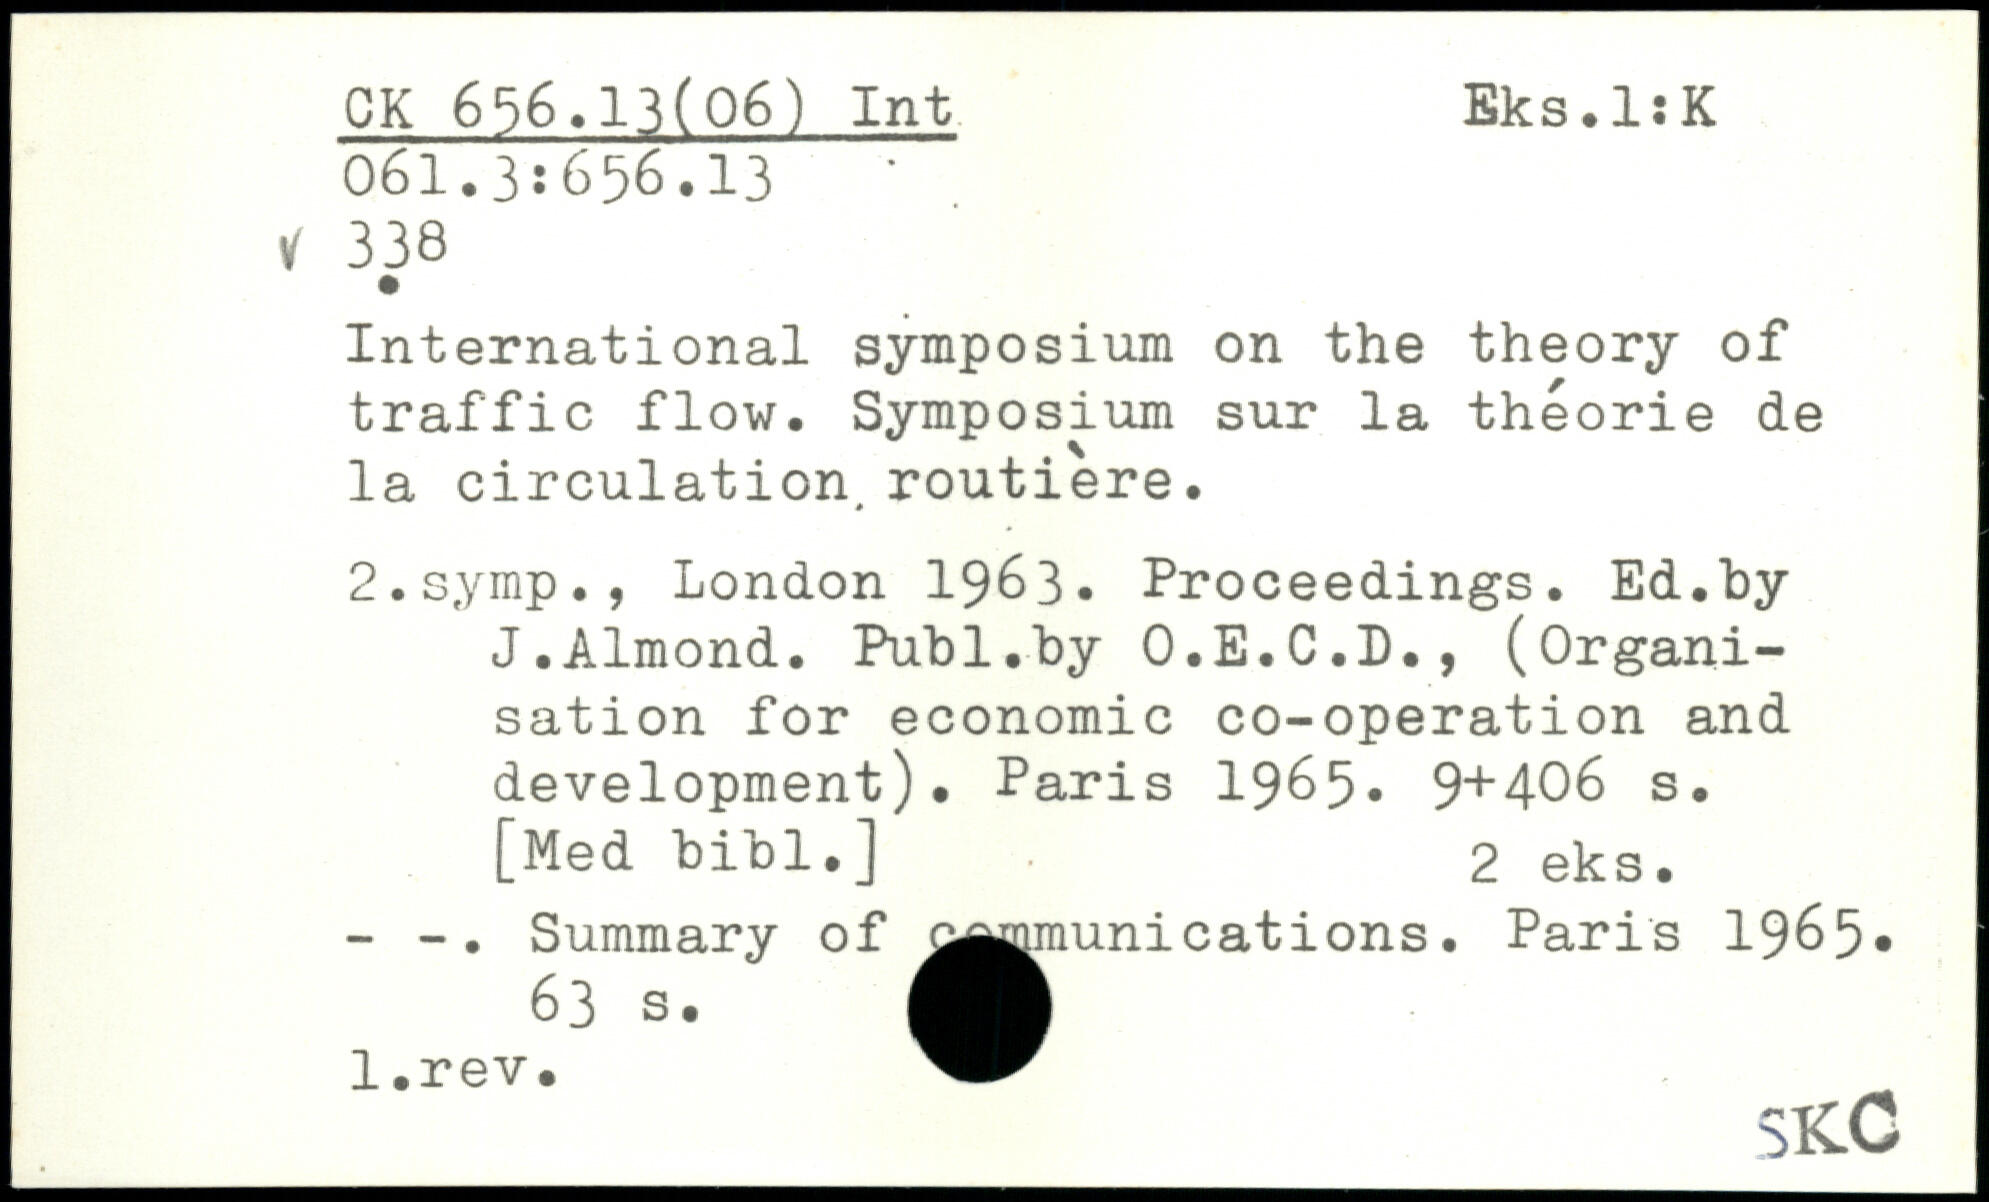 CK 656.13(06) Int Eks.1:K
061.3:656.13
v 338
International symposium on the theory of
traffic flow. Symposium sur la théorie de
la circulation routière.
2.symp., London 1963. Proceedings. Ed.by
J.Almond. Publ.by O.E.C.D., (Organi-
sation for economic co-operation and
development). Paris 1965. 9+406 s.
[Med bibl.] 2 eks.
- -. Summary of communications. Paris 1965.
63 s.
1.rev.
SKC